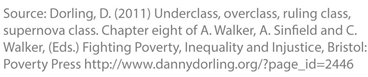 Source: Dorling, D. (2011) Underclass, overclass, ruling class,
supernova class. Chapter eight of A. Walker, A. Sinfield and C.
Walker, (Eds.) Fighting Poverty, Inequality and Injustice, Bristol:
Poverty Press http://www.dannydorling.org/?page_id=2446